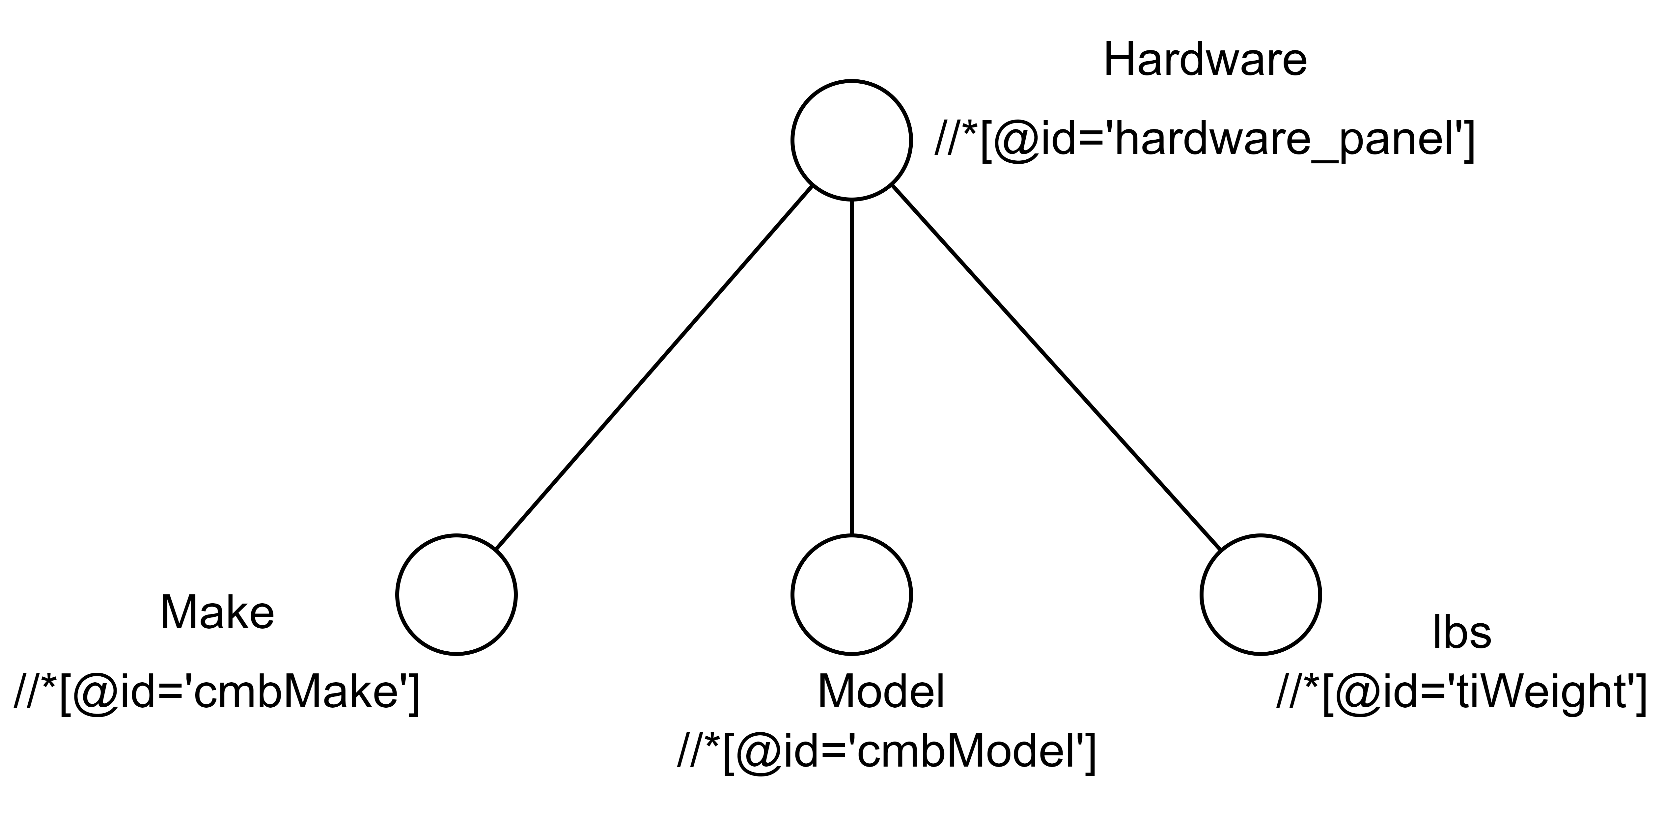 Hardware
//*[@id='hardware_panel']
Make
//*[@id='cmbMake']
Model
//*[@id='cmbModel']
lbs
//*[@id='tiWeight']